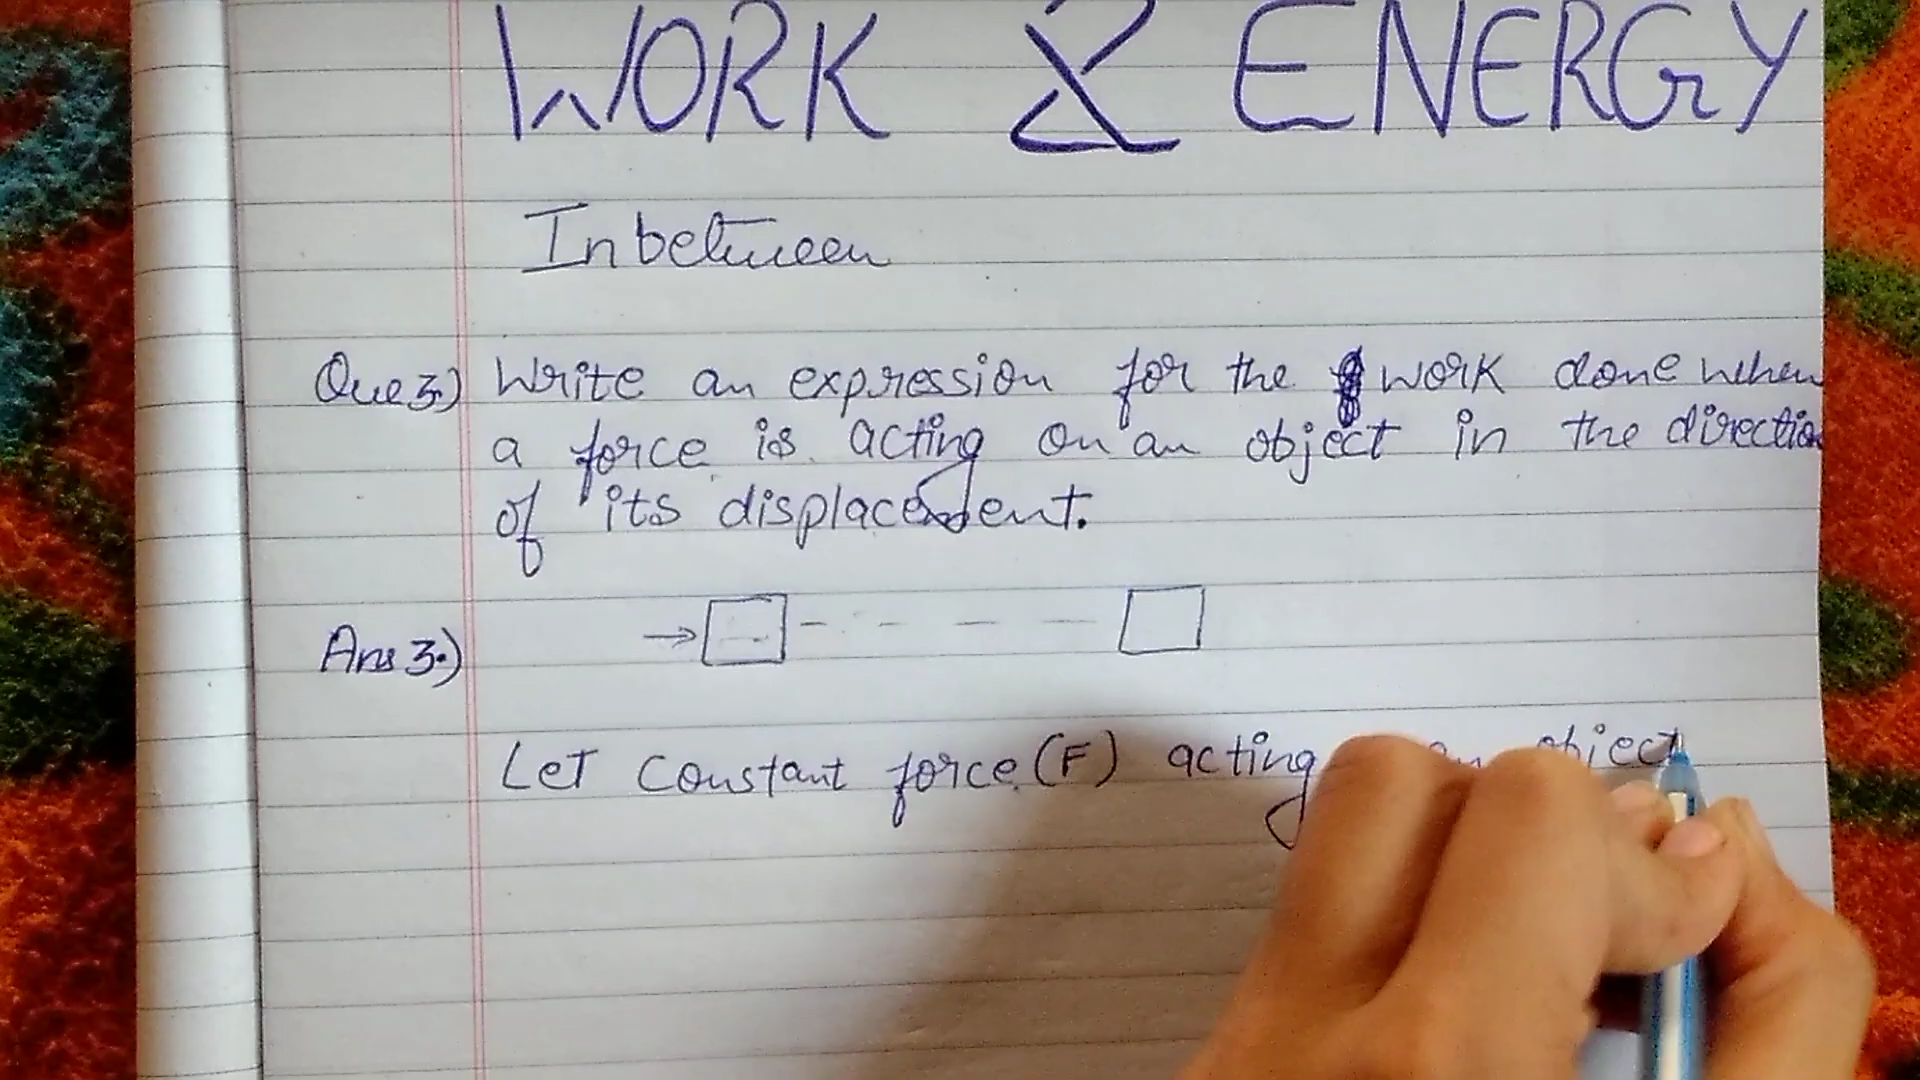 WORK & ENERGY
Inbetween
Que 3.) Write an expression for the work done when
a force is acting on an object in the direction
of its displacement.
Ans 3.)
Let Constant force (F) acting object